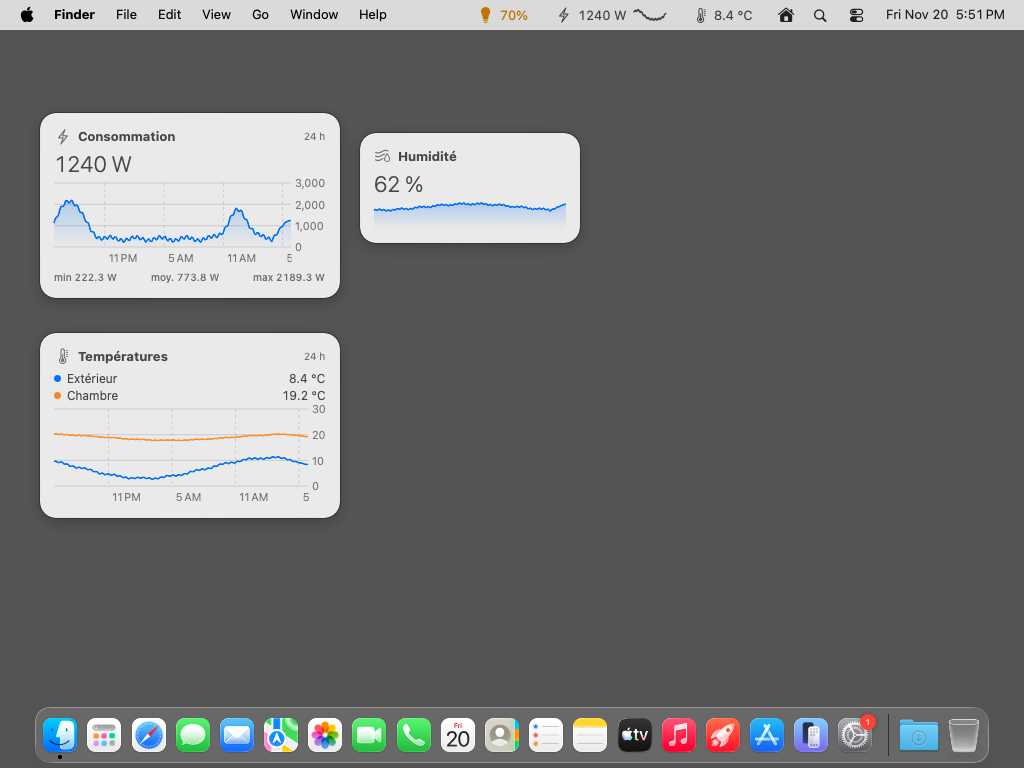 Finder File Edit View Go Window Help 70% 1240 W 8.4 °C Fri Nov 20 5:51 PM
Consommation 24 h
1240 W
3,000
2,000
1,000
0
11 PM 5 AM 11 AM 5
min 222.3 W moy. 773.8 W max 2189.3 W
Humidité
62 %
Températures 24 h
Extérieur 8.4 °C
Chambre 19.2 °C
30
20
10
0
11 PM 5 AM 11 AM 5
Fri
20
tv
1